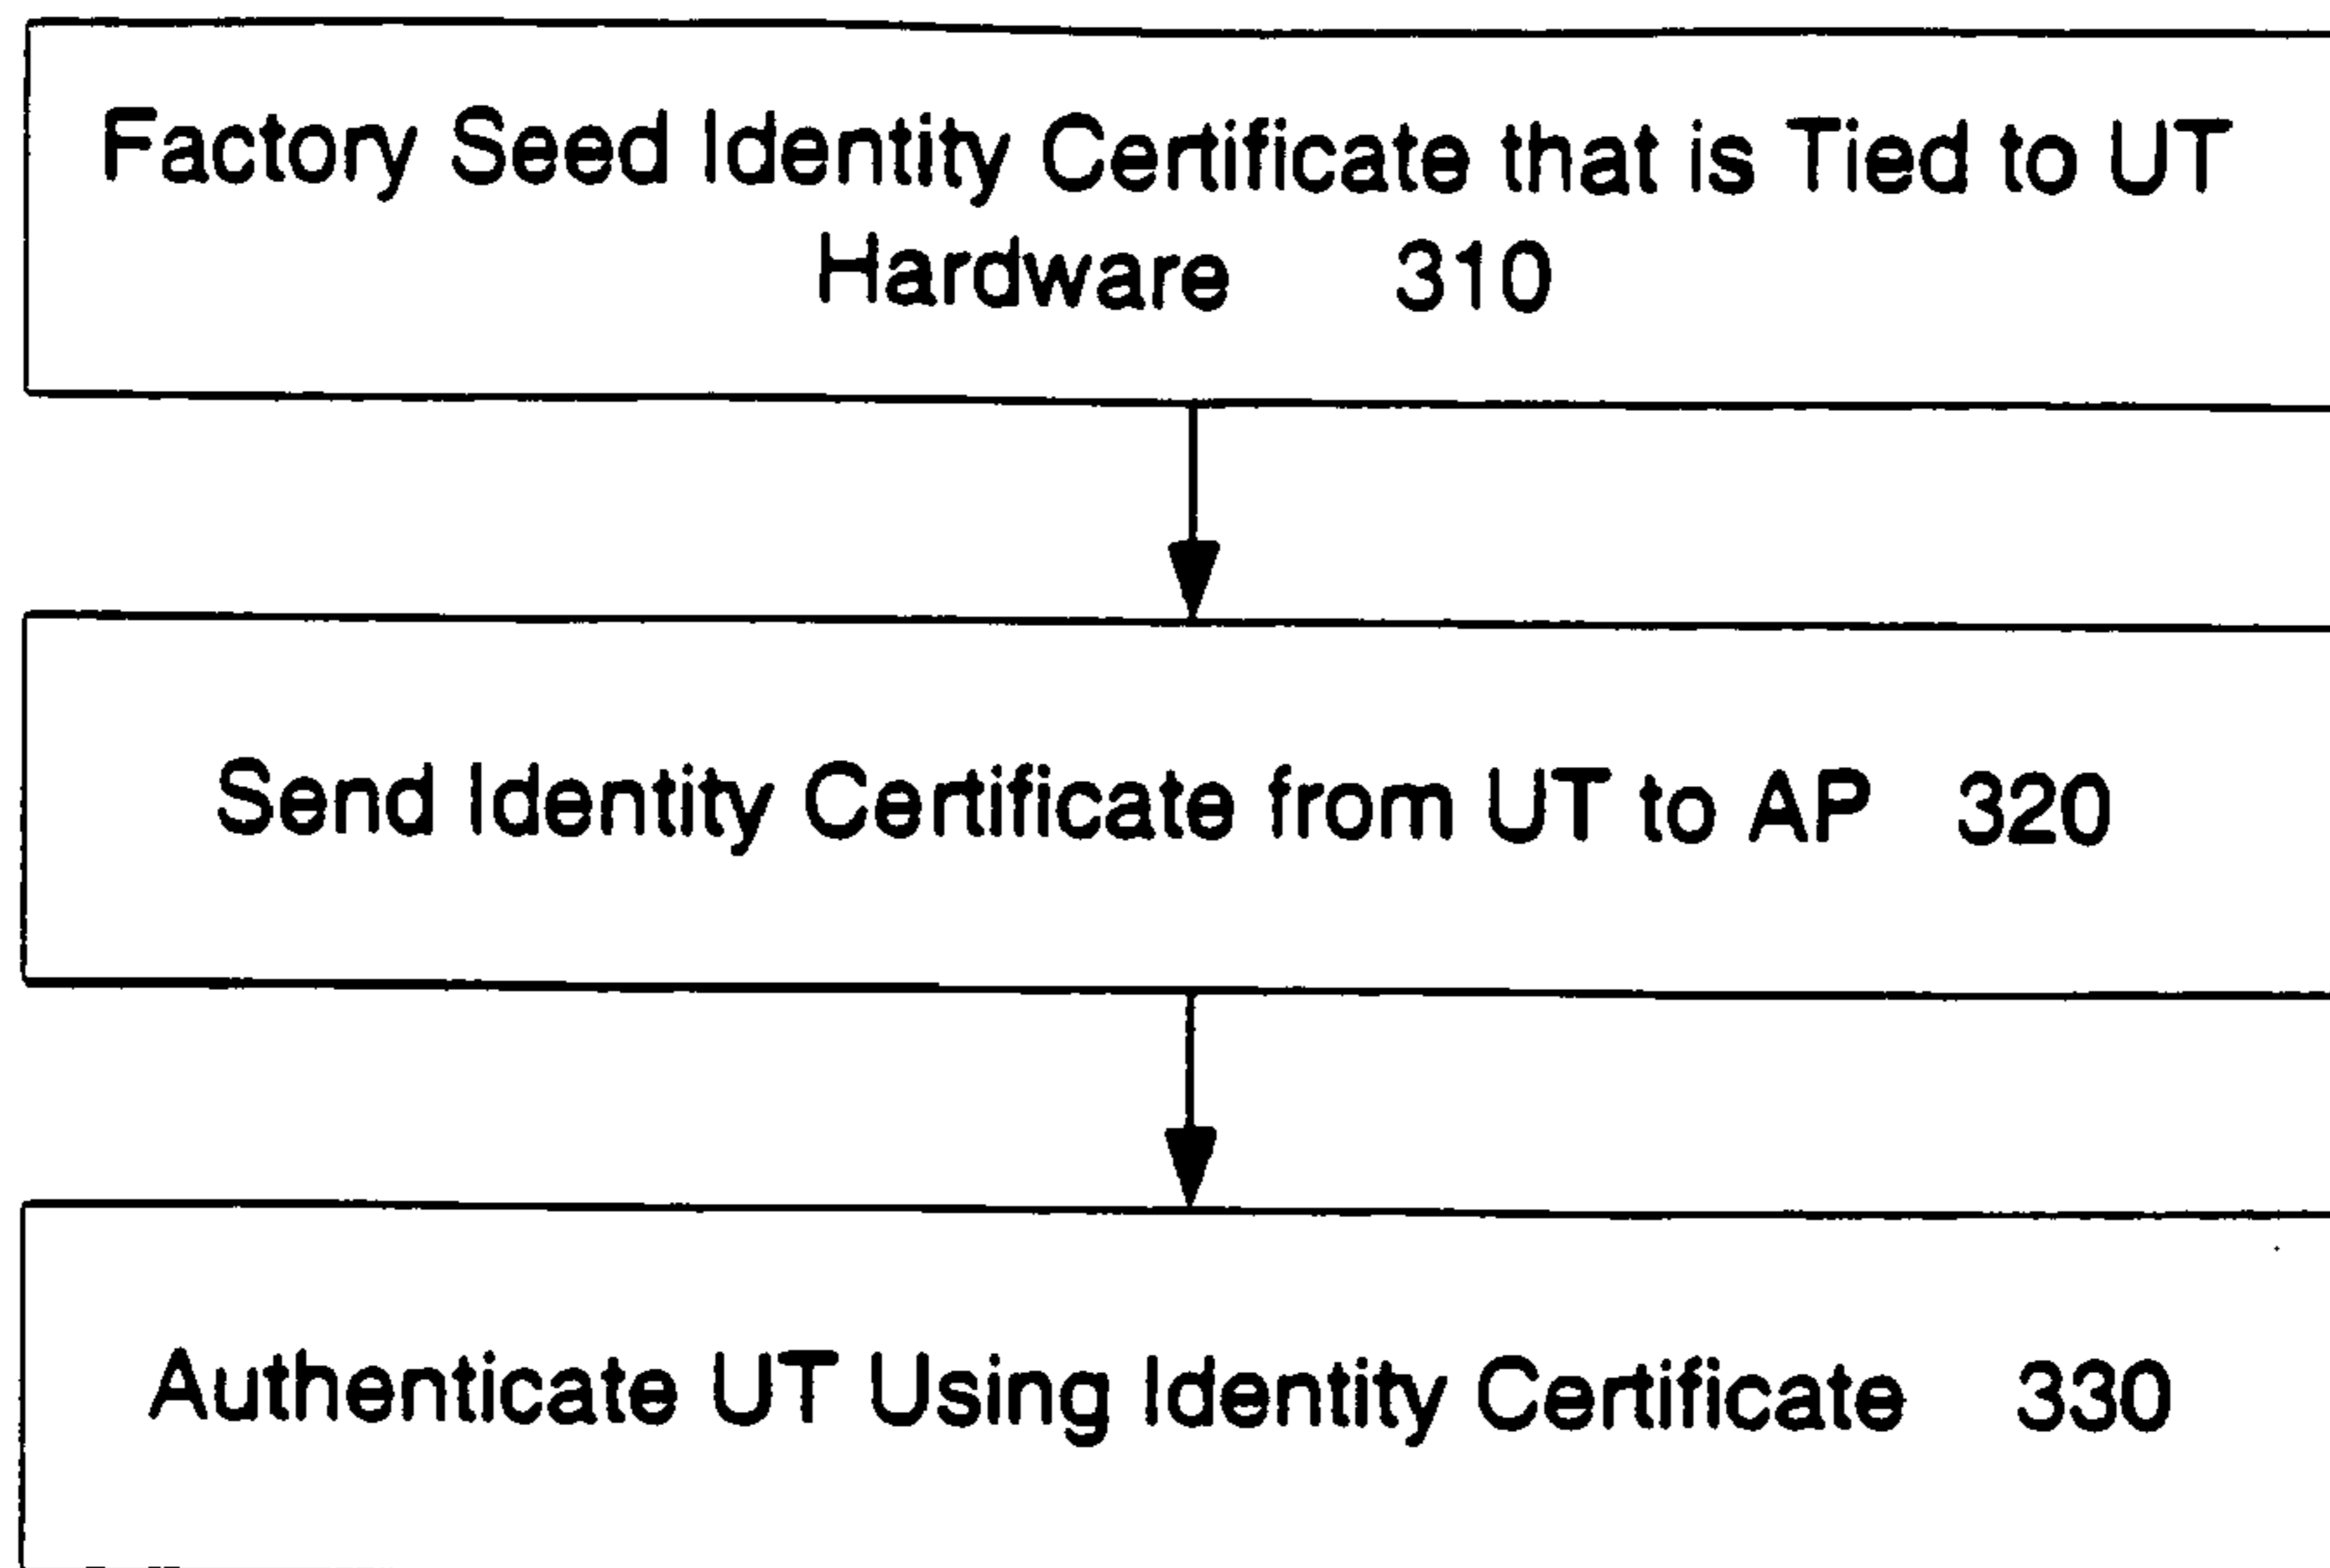 Factory Seed Identity Certificate that is Tied to UT
Hardware 310
Send Identity Certificate from UT to AP 320
Authenticate UT Using Identity Certificate 330